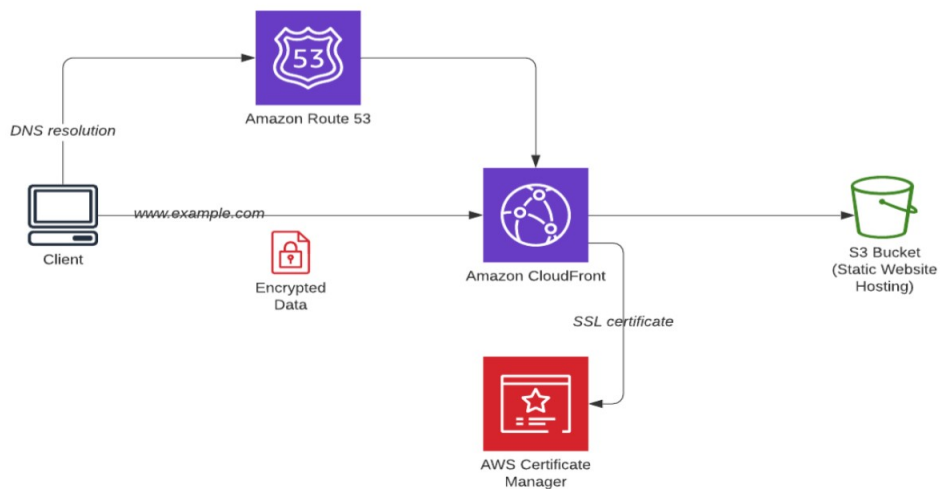 53
Amazon Route 53
DNS resolution
www.example.com
Client
Encrypted
Data
Amazon CloudFront
S3 Bucket
(Static Website
Hosting)
SSL certificate
AWS Certificate
Manager